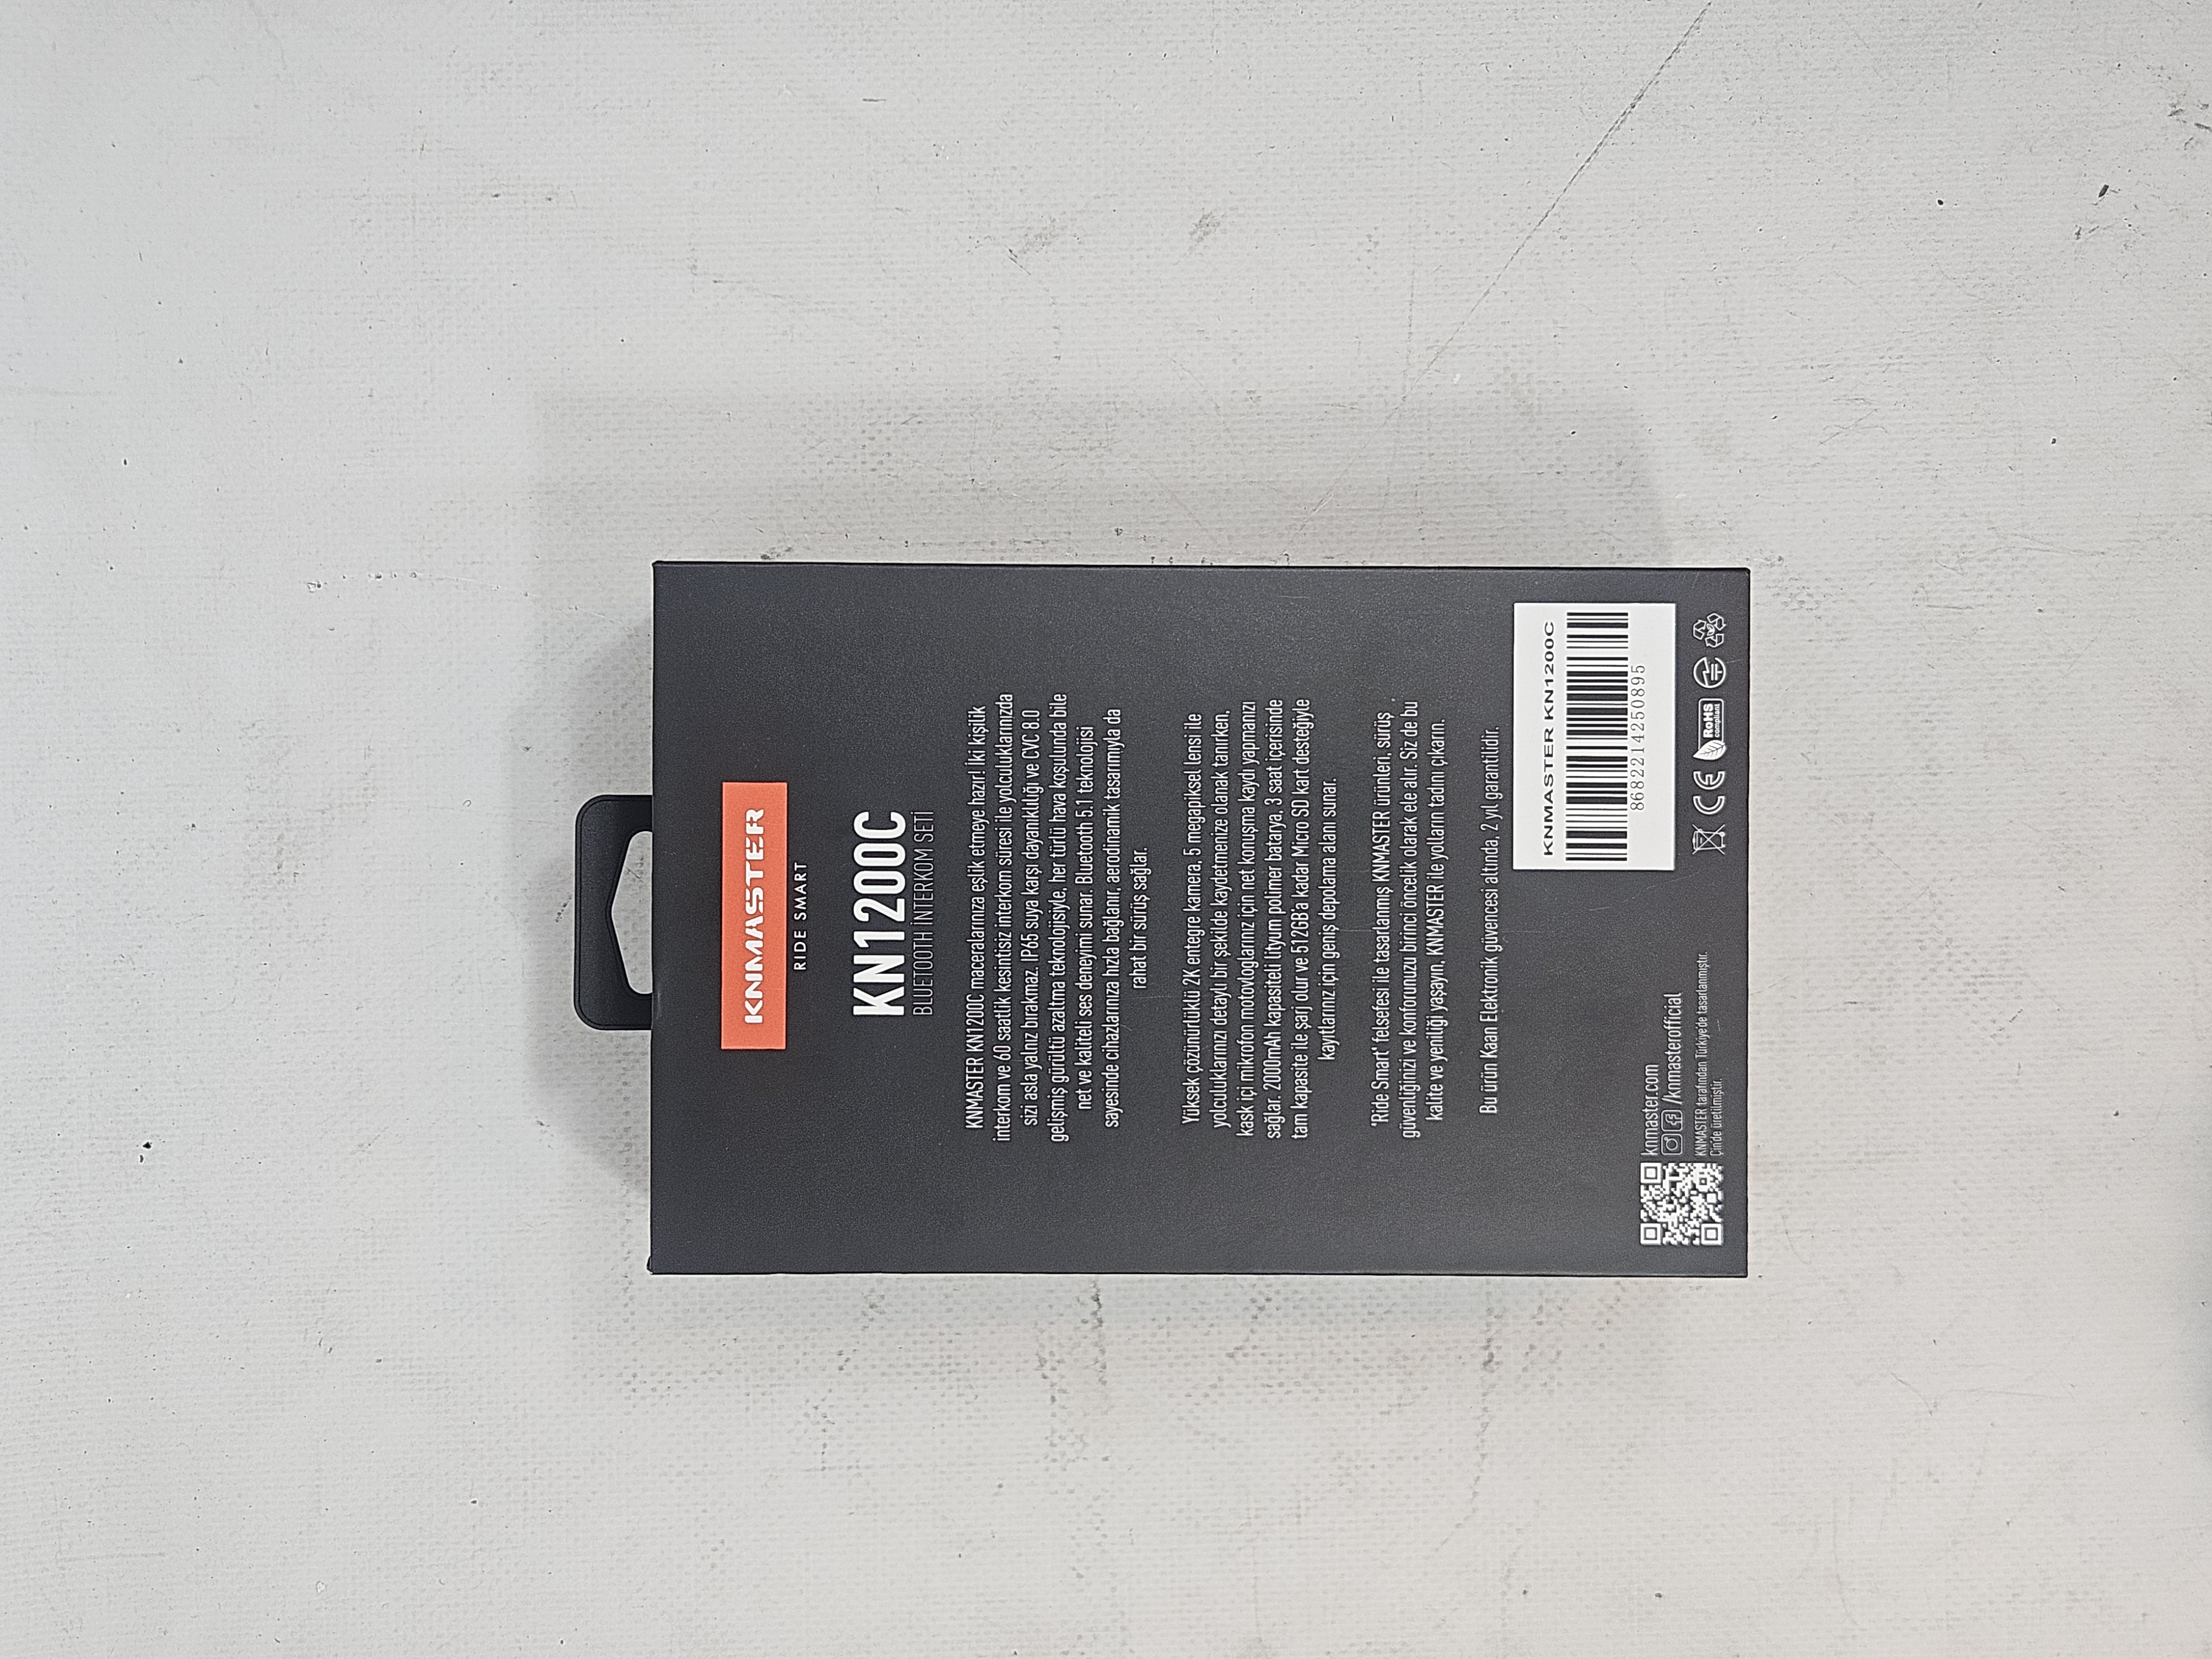 KNMASTER
RIDE SMART
KN1200C
BLUETOOTH İNTERKOM SETİ
KNMASTER KN1200C maceralarınıza eşlik etmeye hazır! İki kişilik
interkom ve 60 saatlik kesintisiz interkom süresi ile yolculuklarınızda
sizi asla yalnız bırakmaz. IP65 suya karşı dayanıklılığı ve CVC 8.0
gelişmiş gürültü azaltma teknolojisiyle, her türlü hava koşulunda bile
net ve kaliteli ses deneyimi sunar. Bluetooth 5.1 teknolojisi
sayesinde cihazlarınıza hızla bağlanır, aerodinamik tasarımıyla da
rahat bir sürüş sağlar.
Yüksek çözünürlüklü 2K entegre kamera, 5 megapiksel lensi ile
yolculuklarınızı detaylı bir şekilde kaydetmenize olanak tanırken,
kask içi mikrofon motovloglarınız için net konuşma kaydı yapmanızı
sağlar. 2000mAh kapasiteli lityum polimer batarya, 3 saat içerisinde
tam kapasite ile şarj olur ve 512GB'a kadar Micro SD kart desteğiyle
kayıtlarınız için geniş depolama alanı sunar.
'Ride Smart' felsefesi ile tasarlanmış KNMASTER ürünleri, sürüş
güvenliğinizi ve konforunuzu birinci öncelik olarak ele alır. Siz de bu
kalite ve yeniliği yaşayın, KNMASTER ile yolların tadını çıkarın.
Bu ürün Kaan Elektronik güvencesi altında, 2 yıl garantilidir.
KNMASTER KN1200C
8682214250895
knmaster.com
/knmasterofficial
KNMASTER tarafından Türkiye'de tasarlanmıştır.
Çin'de üretilmiştir.
CE
RoHS
compliant